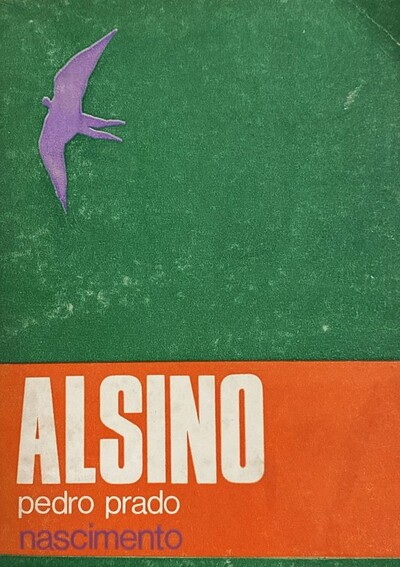 ALSINO
pedro prado
nascimento